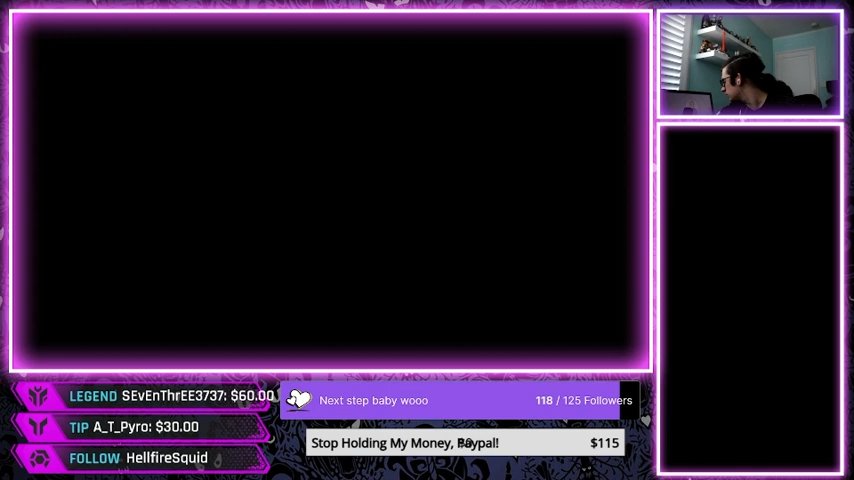 LEGEND SEvEnThrEE3737: $60.00
Next step baby wooo 118 / 125 Followers
TIP A_T_Pyro: $30.00
Stop Holding My Money, Paypal! $115
FOLLOW HellfireSquid